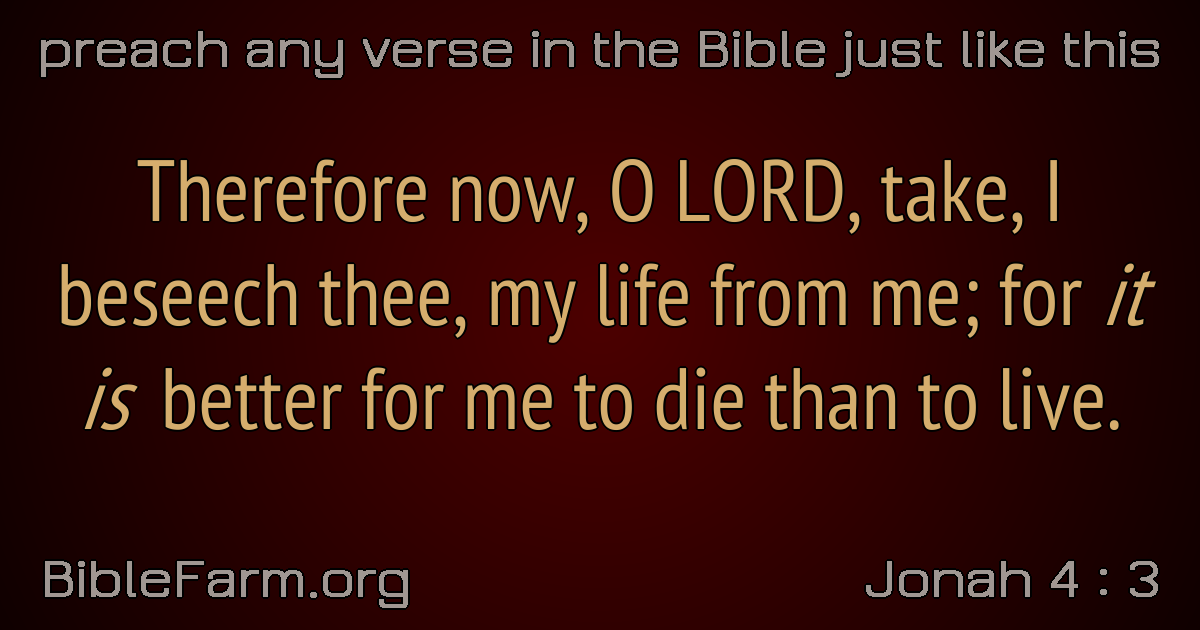 preach any verse in the Bible just like this
Therefore now, O LORD, take, I
beseech thee, my life from me; for it
is better for me to die than to live.
BibleFarm.org
Jonah 4 : 3